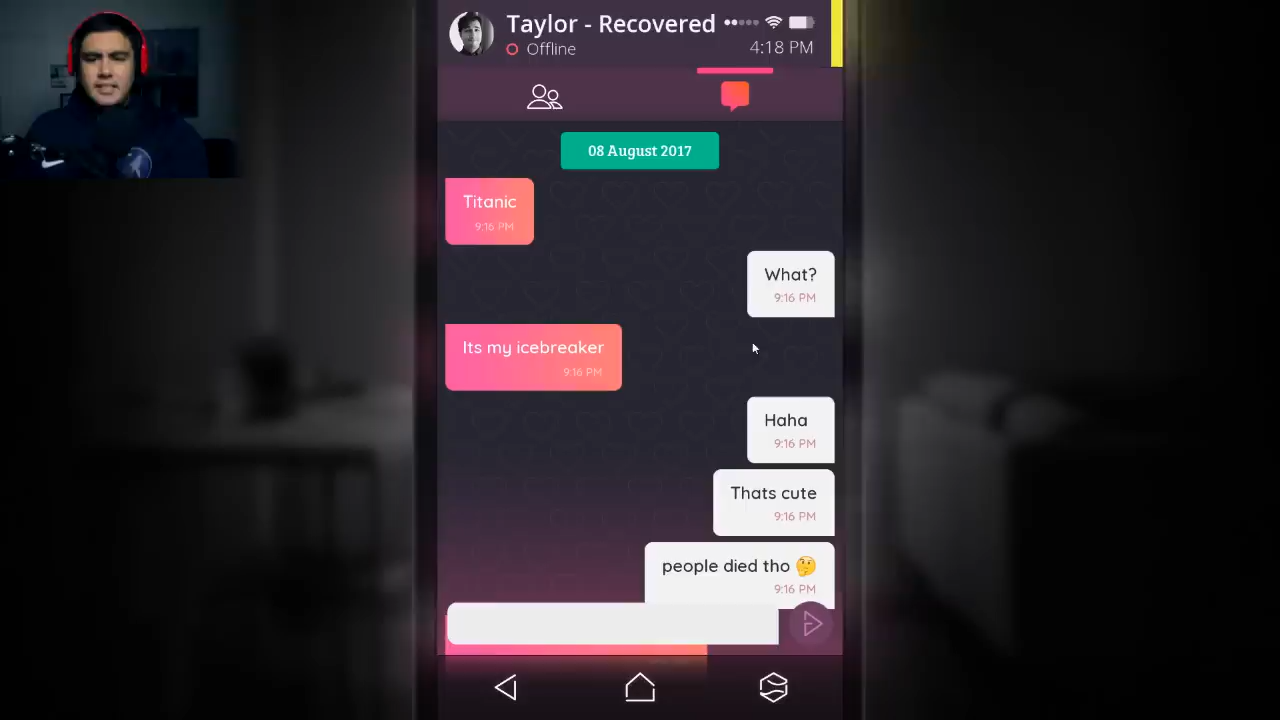 Taylor - Recovered
Offline
4:18 PM
08 August 2017
Titanic
9:16 PM
What?
9:16 PM
Its my icebreaker
9:16 PM
Haha
9:16 PM
Thats cute
9:16 PM
people died tho 🤔
9:16 PM